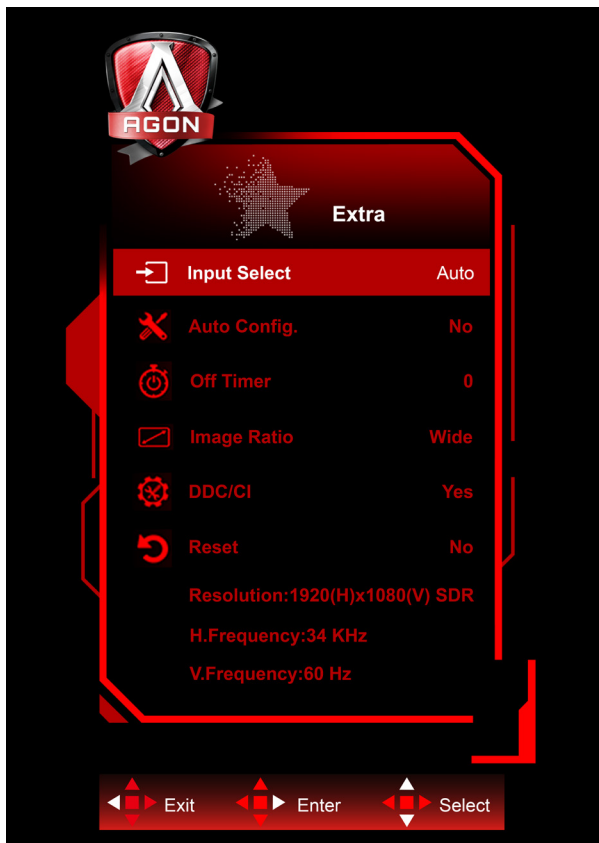 AGON
Extra
Input Select Auto
Auto Config. No
Off Timer 0
Image Ratio Wide
DDC/CI Yes
Reset No
Resolution:1920(H)x1080(V) SDR
H.Frequency:34 KHz
V.Frequency:60 Hz
Exit Enter Select